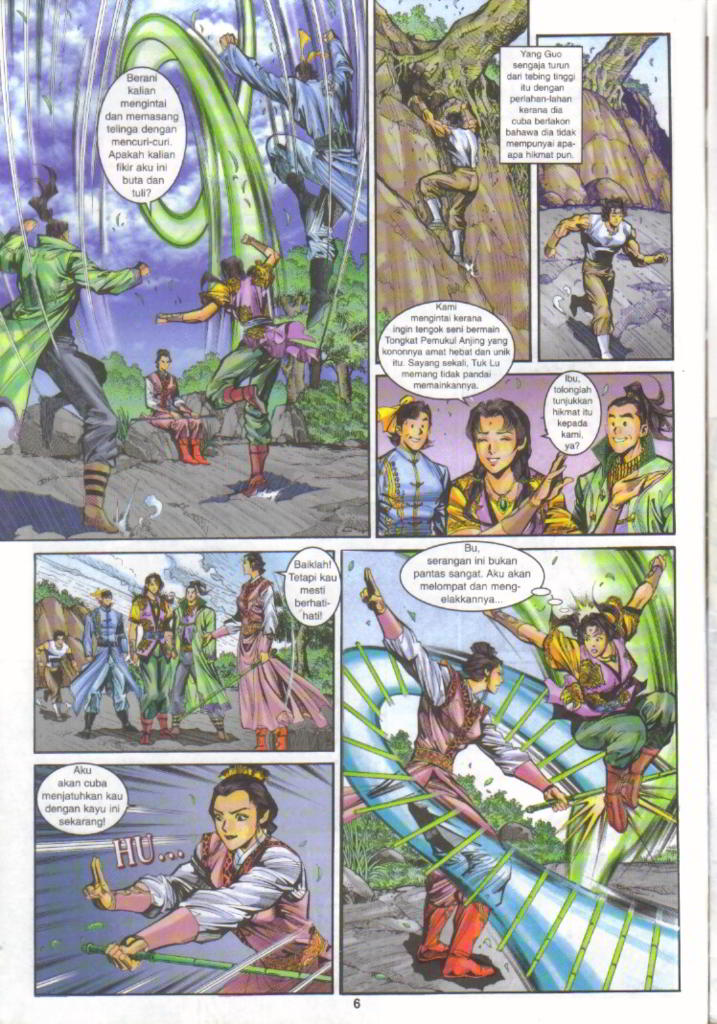 Berani
kalian
mengintai
dan memasang
telinga dengan
mencuri-curi.
Apakah kalian
fikir aku ini
buta dan
tuli?
Yang Guo
sengaja turun
dari tebing tinggi
itu dengan
perlahan-lahan
kerana dia
cuba berlakon
bahawa dia tidak
mempunyai apa-
apa hikmat pun.
Kami
mengintai kerana
ingin tengok seni bermain
Tongkat Pemukul Anjing yang
kononnya amat hebat dan unik
itu. Sayang sekali, Tuk Lu
memang tidak pandai
memainkannya.
Ibu,
tolonglah
tunjukkan
hikmat itu
kepada
kami,
ya?
Baiklah!
Tetapi kau
mesti
berhati-
hati!
Bu,
serangan ini bukan
pantas sangat. Aku akan
melompat dan meng-
elakkannya...
Aku
akan cuba
menjatuhkan kau
dengan kayu ini
sekarang!
HU...
6